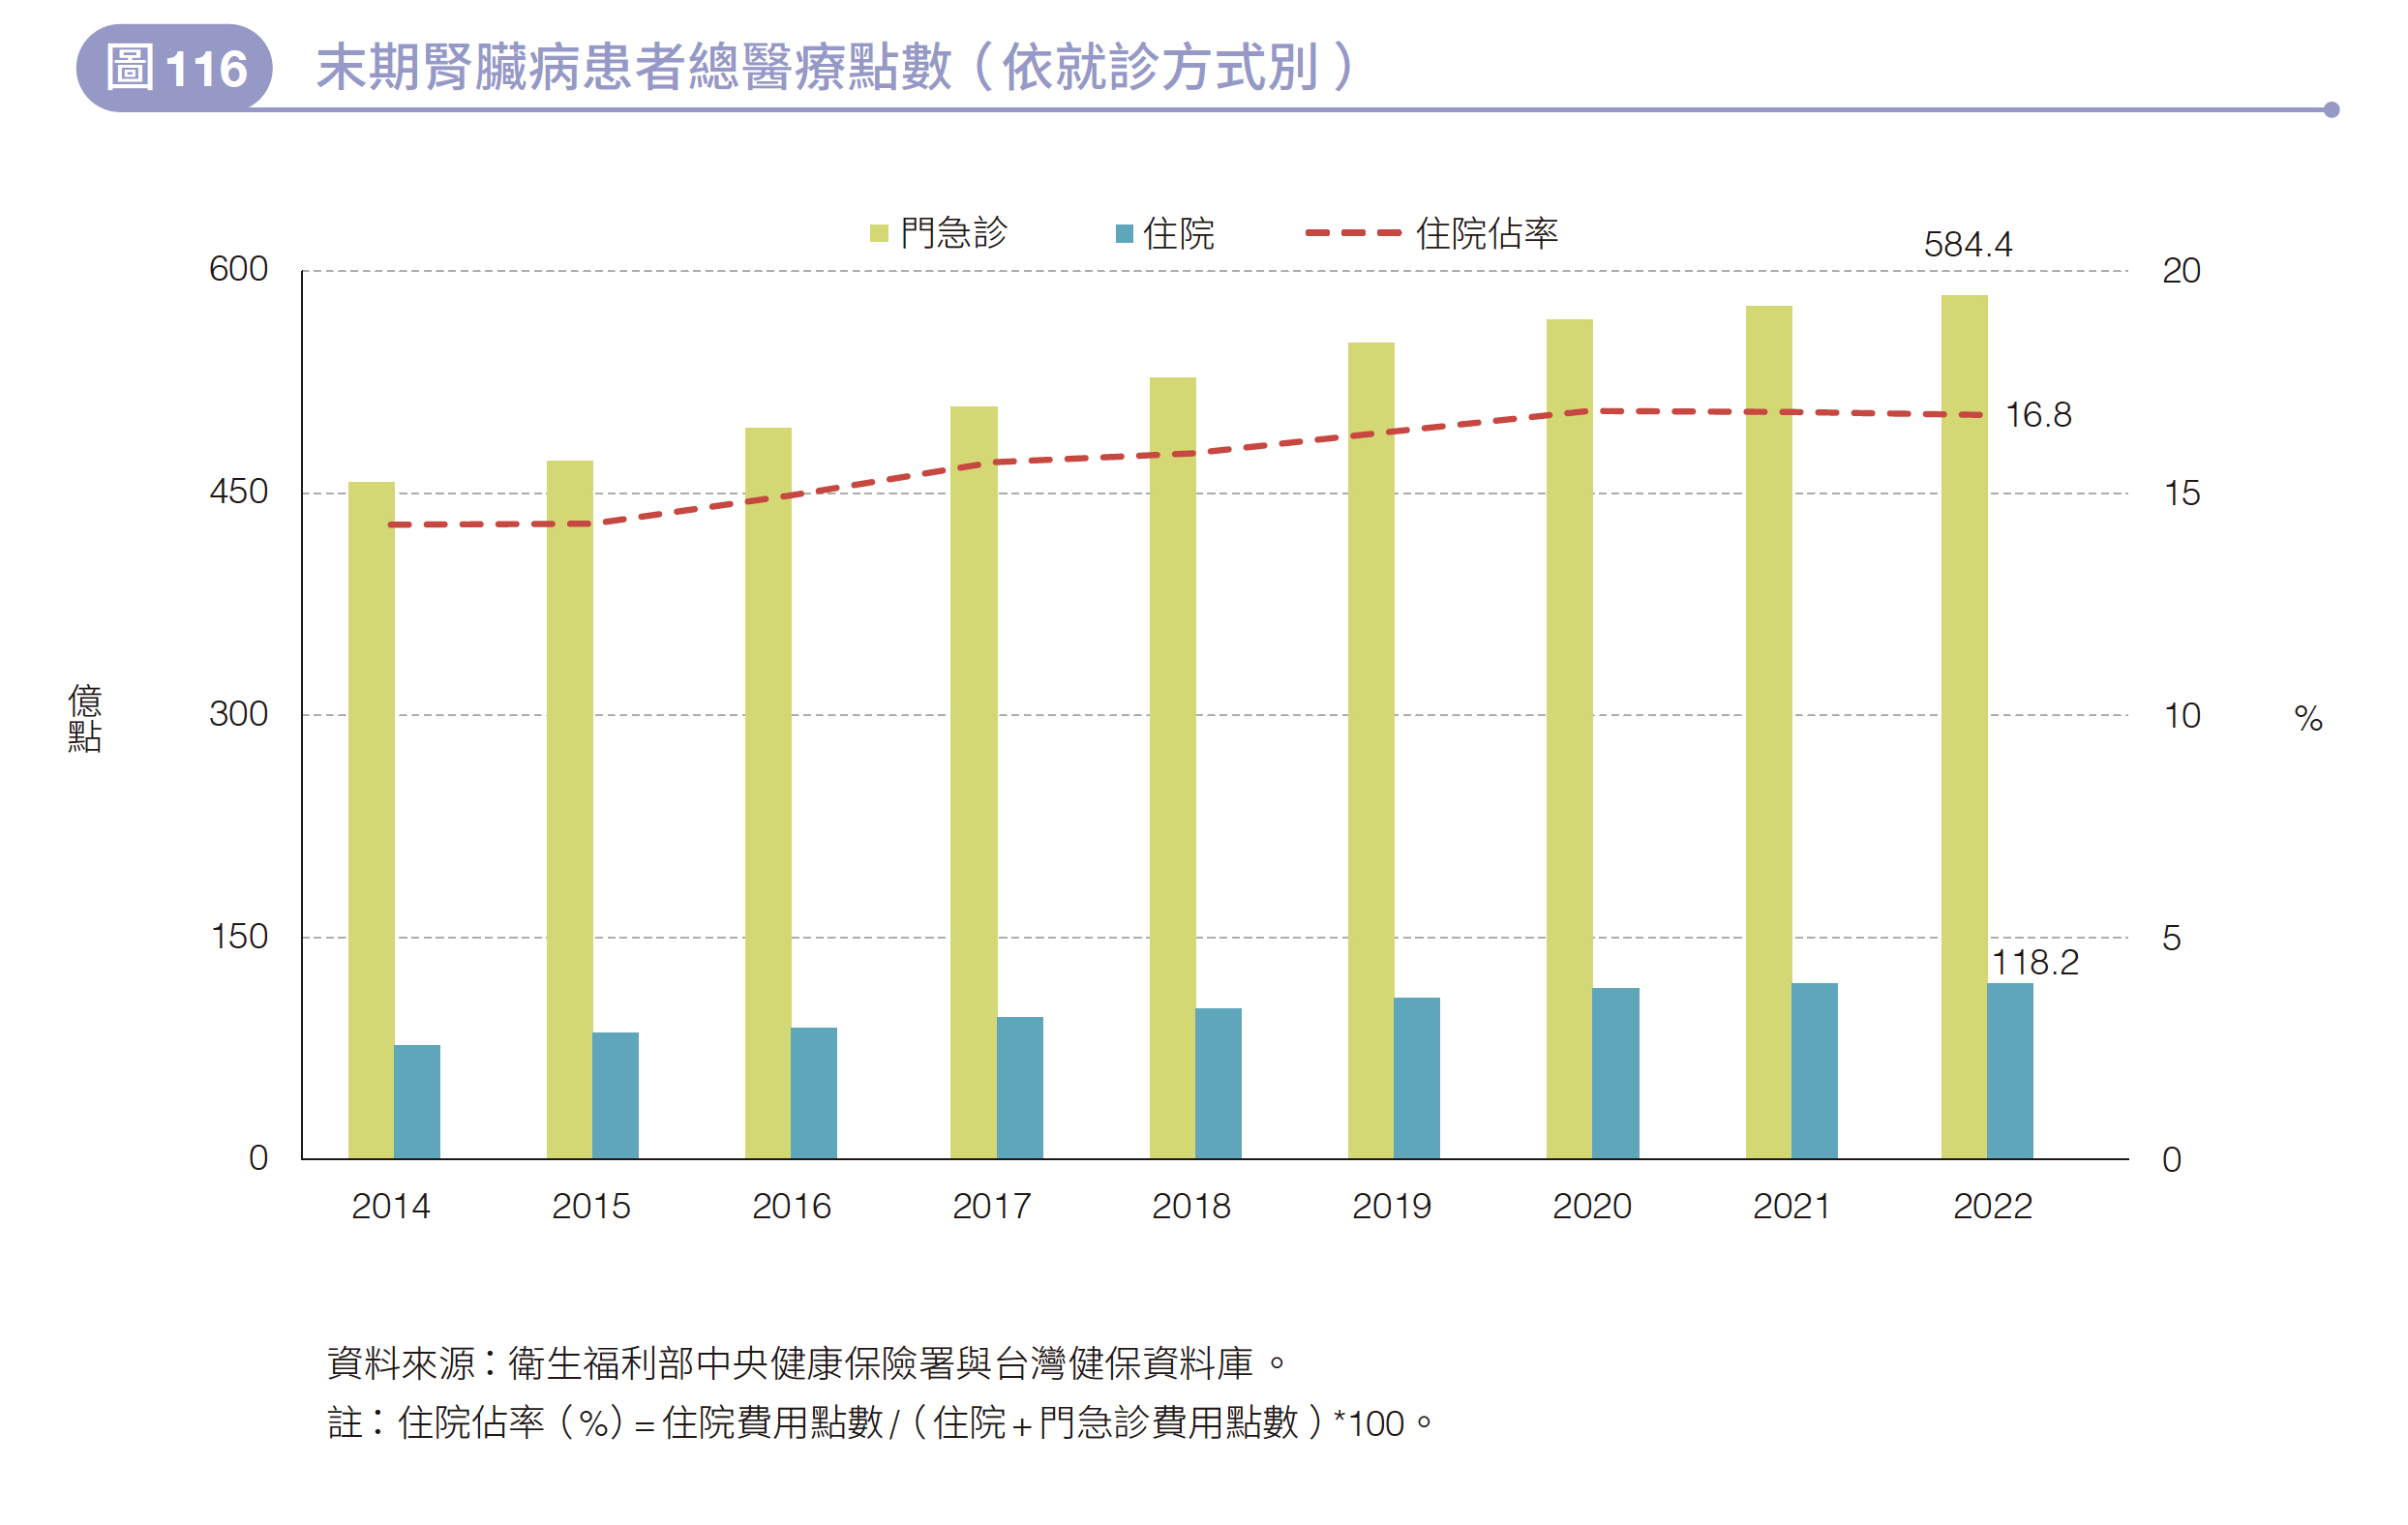 圖116 末期腎臟病患者總醫療點數（依就診方式別）
門急診 住院 住院佔率
584.4
600 20
16.8
450 15
億點
300 10 %
150 5
118.2
0 0
2014 2015 2016 2017 2018 2019 2020 2021 2022
資料來源：衛生福利部中央健康保險署與台灣健保資料庫。
註：住院佔率（%）=住院費用點數/（住院+門急診費用點數）*100。